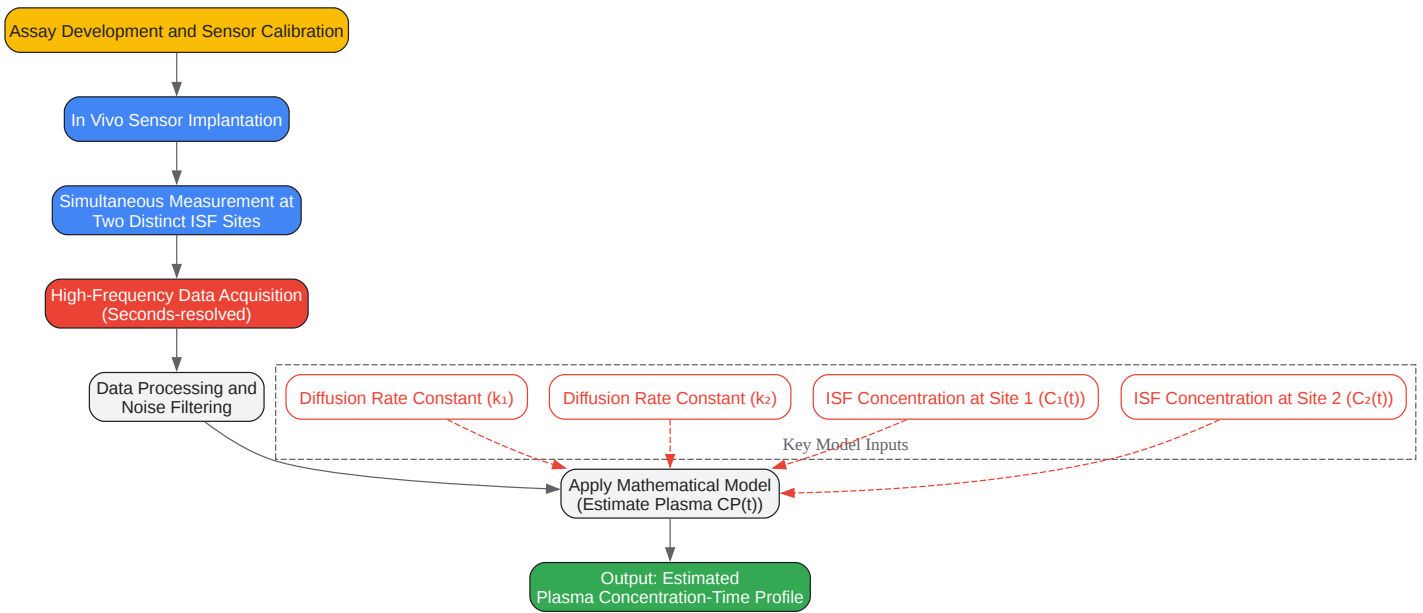 Assay Development and Sensor Calibration
In Vivo Sensor Implantation
Simultaneous Measurement at
Two Distinct ISF Sites
High-Frequency Data Acquisition
(Seconds-resolved)
Data Processing and
Noise Filtering
Diffusion Rate Constant (k₁)
Diffusion Rate Constant (k₂)
ISF Concentration at Site 1 (C₁(t))
ISF Concentration at Site 2 (C₂(t))
Key Model Inputs
Apply Mathematical Model
(Estimate Plasma CP(t))
Output: Estimated
Plasma Concentration-Time Profile